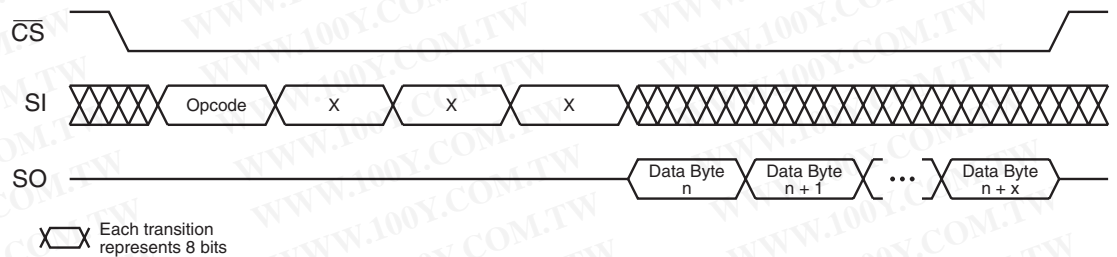 CS
SI
Opcode
X
X
X
SO
Data Byte
n
Data Byte
n + 1
•••
Data Byte
n + x
Each transition
represents 8 bits
WWW.100Y.COM.TW